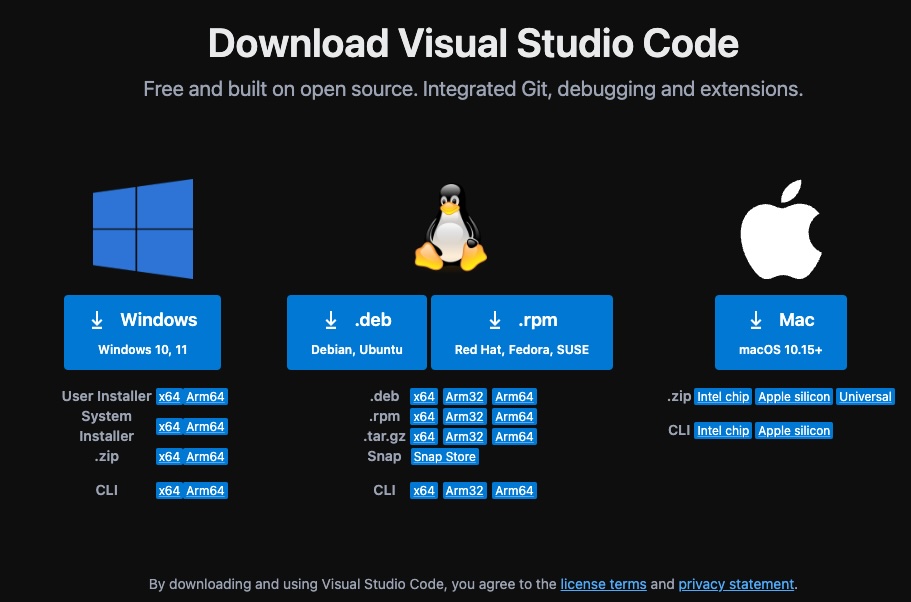 Download Visual Studio Code
Free and built on open source. Integrated Git, debugging and extensions.
Windows
Windows 10, 11
User Installer x64 Arm64
System
Installer x64 Arm64
.zip x64 Arm64
CLI x64 Arm64
.deb
Debian, Ubuntu
.rpm
Red Hat, Fedora, SUSE
.deb x64 Arm32 Arm64
.rpm x64 Arm32 Arm64
.tar.gz x64 Arm32 Arm64
Snap Snap Store
CLI x64 Arm32 Arm64
Mac
macOS 10.15+
.zip Intel chip Apple silicon Universal
CLI Intel chip Apple silicon
By downloading and using Visual Studio Code, you agree to the license terms and privacy statement.